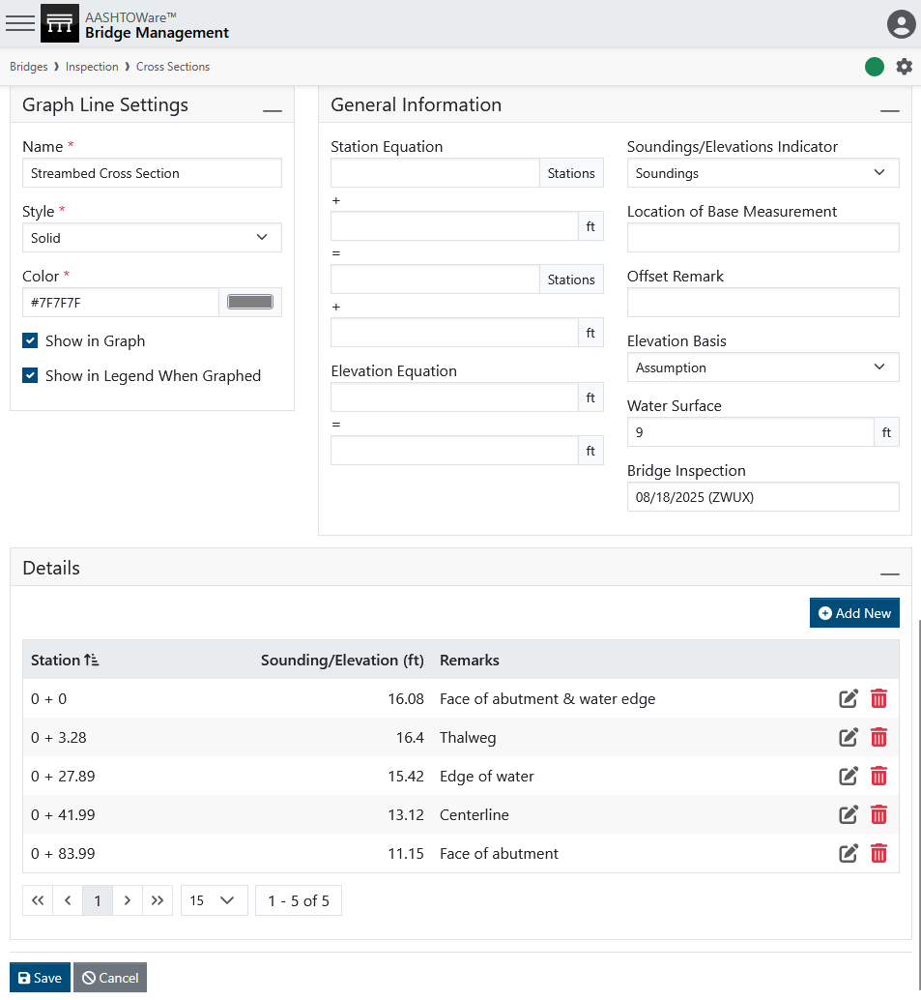 AASHTOWare™
Bridge Management
Bridges ❯ Inspection ❯ Cross Sections
Graph Line Settings
Name *
Streambed Cross Section
Style *
Solid
Color *
#7F7F7F
Show in Graph
Show in Legend When Graphed
General Information
Station Equation
Stations
+
ft
=
Stations
+
ft
Elevation Equation
ft
=
ft
Soundings/Elevations Indicator
Soundings
Location of Base Measurement
Offset Remark
Elevation Basis
Assumption
Water Surface
9 ft
Bridge Inspection
08/18/2025 (ZWUX)
Details
Add New
Station Sounding/Elevation (ft) Remarks
0 + 0 16.08 Face of abutment & water edge
0 + 3.28 16.4 Thalweg
0 + 27.89 15.42 Edge of water
0 + 41.99 13.12 Centerline
0 + 83.99 11.15 Face of abutment
1 15 1 - 5 of 5
Save Cancel